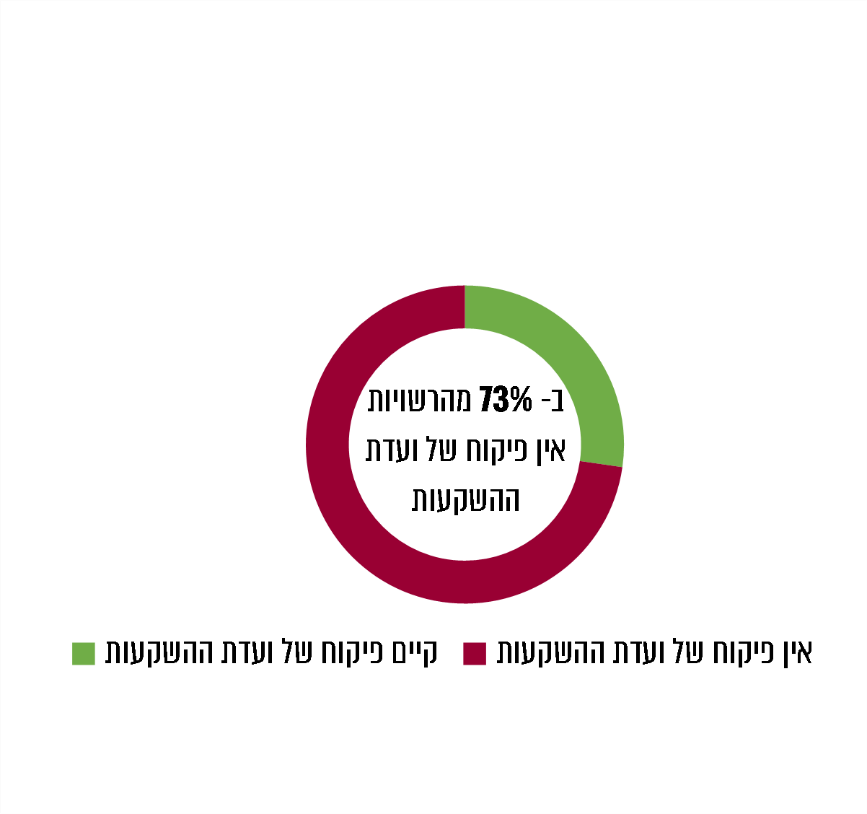 ב- 73% מהרשויות
אין פיקוח של ועדת
ההשקעות
אין פיקוח של ועדת ההשקעות
קיים פיקוח של ועדת ההשקעות